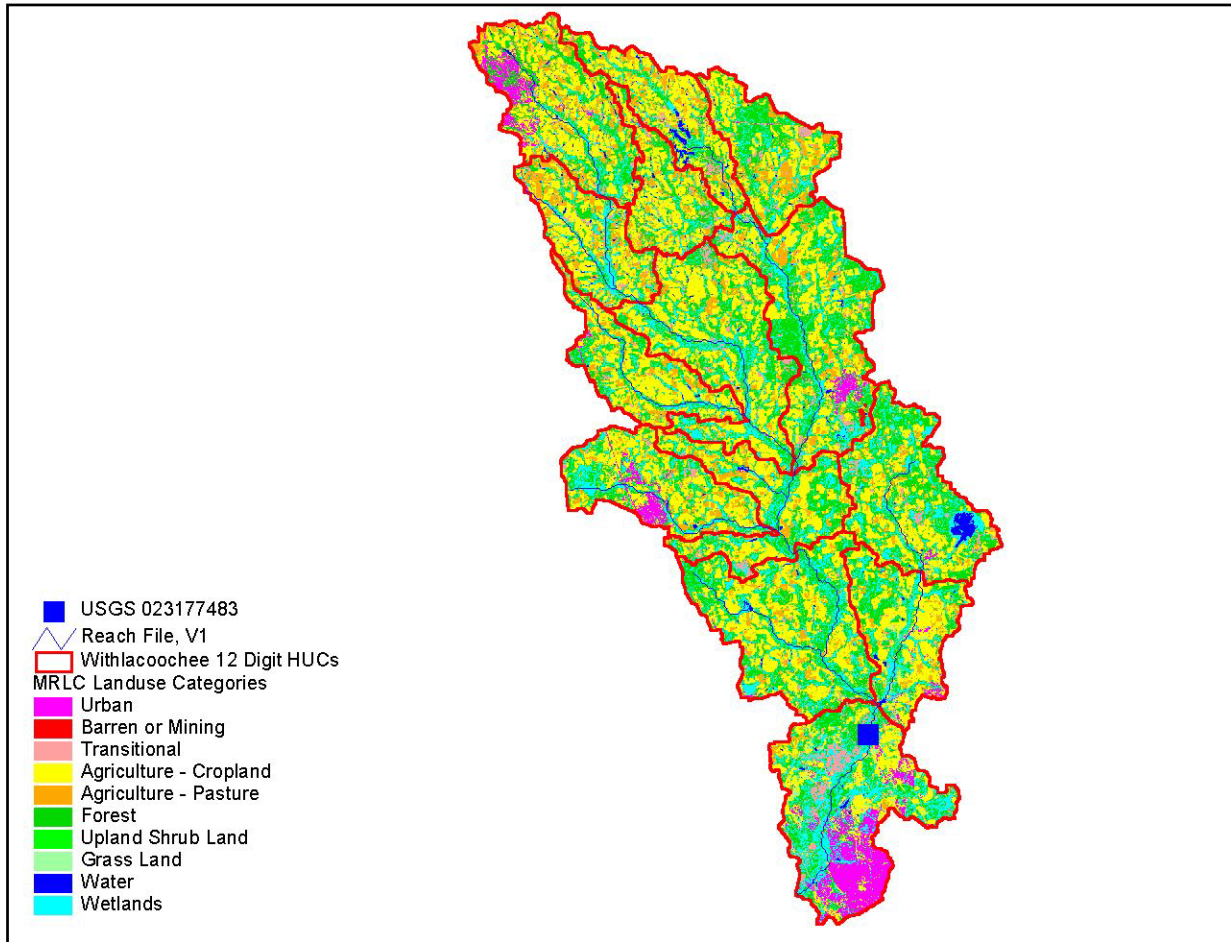 USGS 023177483
Reach File, V1
Withlacoochee 12 Digit HUCs
MRLC Landuse Categories
Urban
Barren or Mining
Transitional
Agriculture - Cropland
Agriculture - Pasture
Forest
Upland Shrub Land
Grass Land
Water
Wetlands